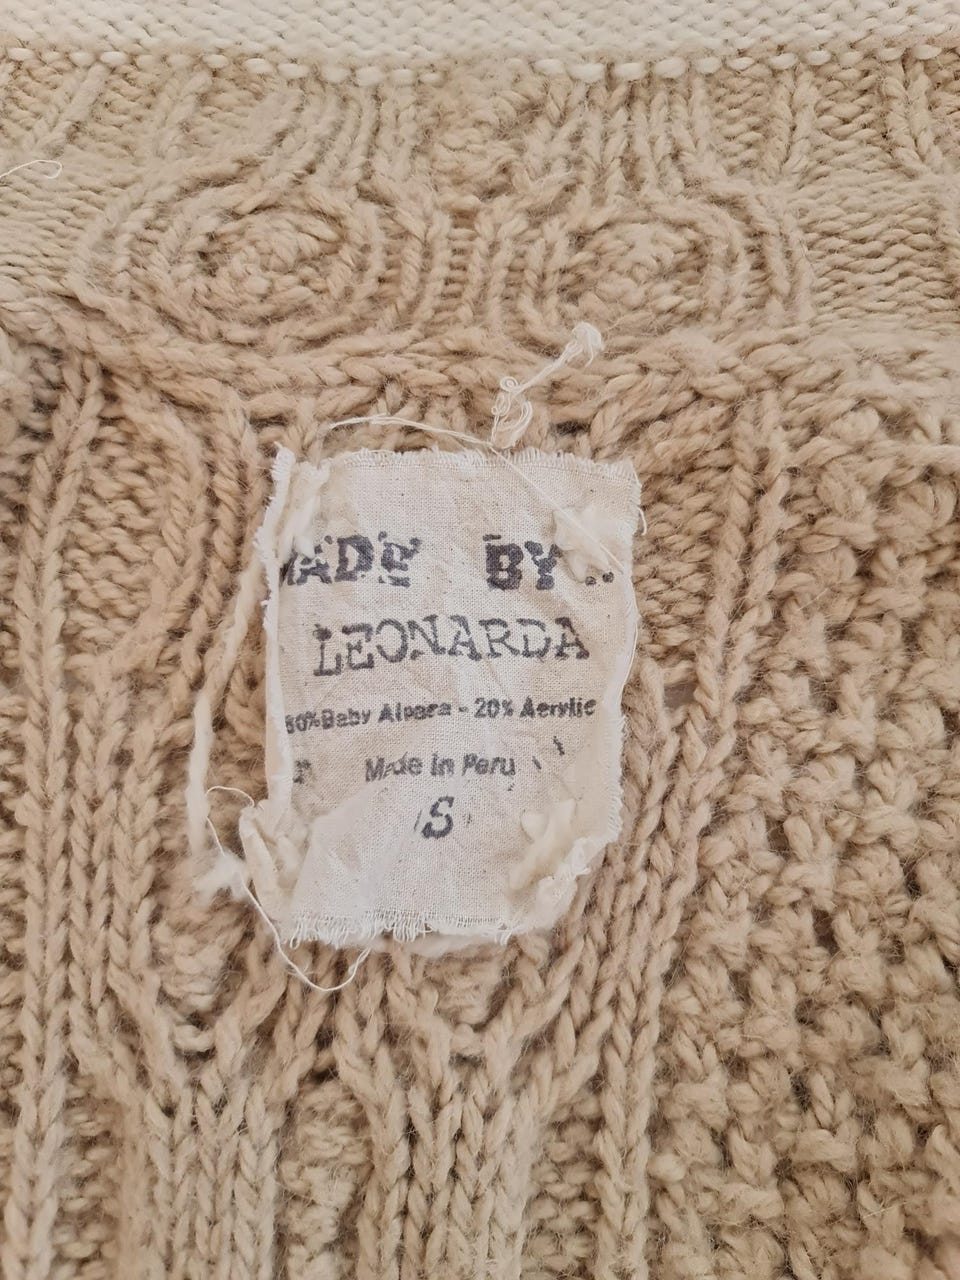 MADE BY...
LEONARDA
80%Baby Alpaca - 20% Acrylic
Made in Peru
S